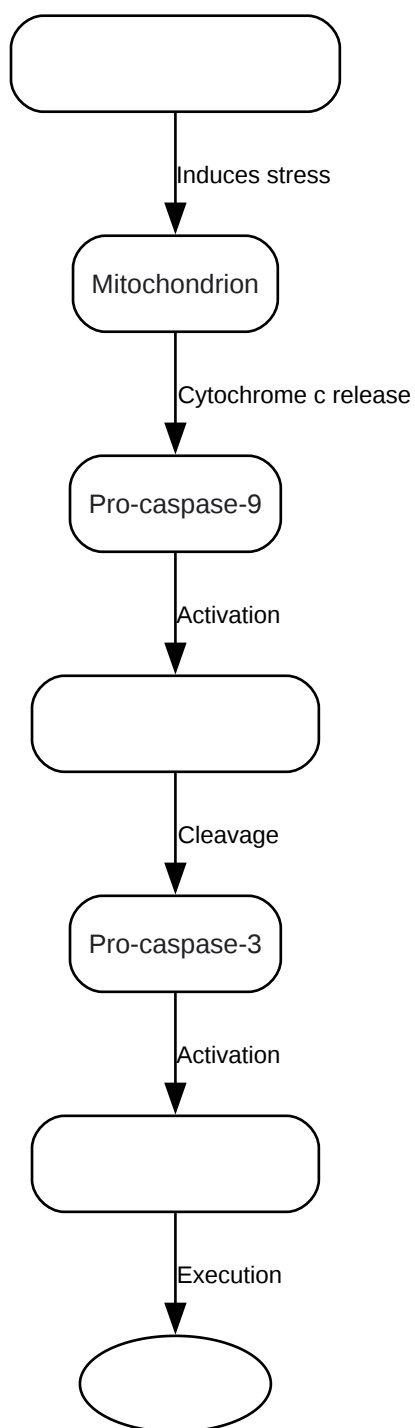 Induces stress
Mitochondrion
Cytochrome c release
Pro-caspase-9
Activation
Cleavage
Pro-caspase-3
Activation
Execution